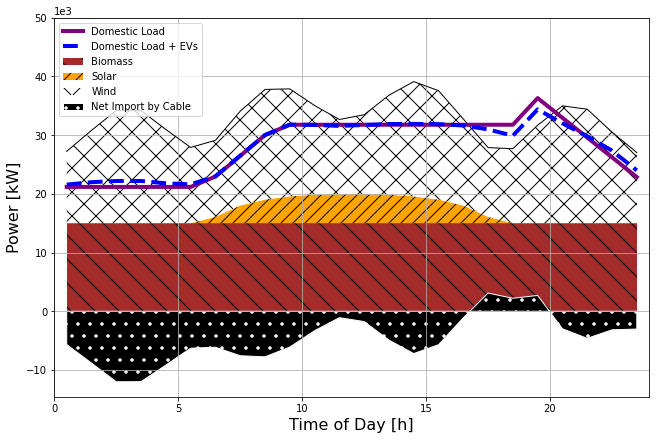 1e3
50
40
30
20
10
0
−10
Power [kW]
Domestic Load
Domestic Load + EVs
Biomass
Solar
Wind
Net Import by Cable
0
5
10
15
20
Time of Day [h]